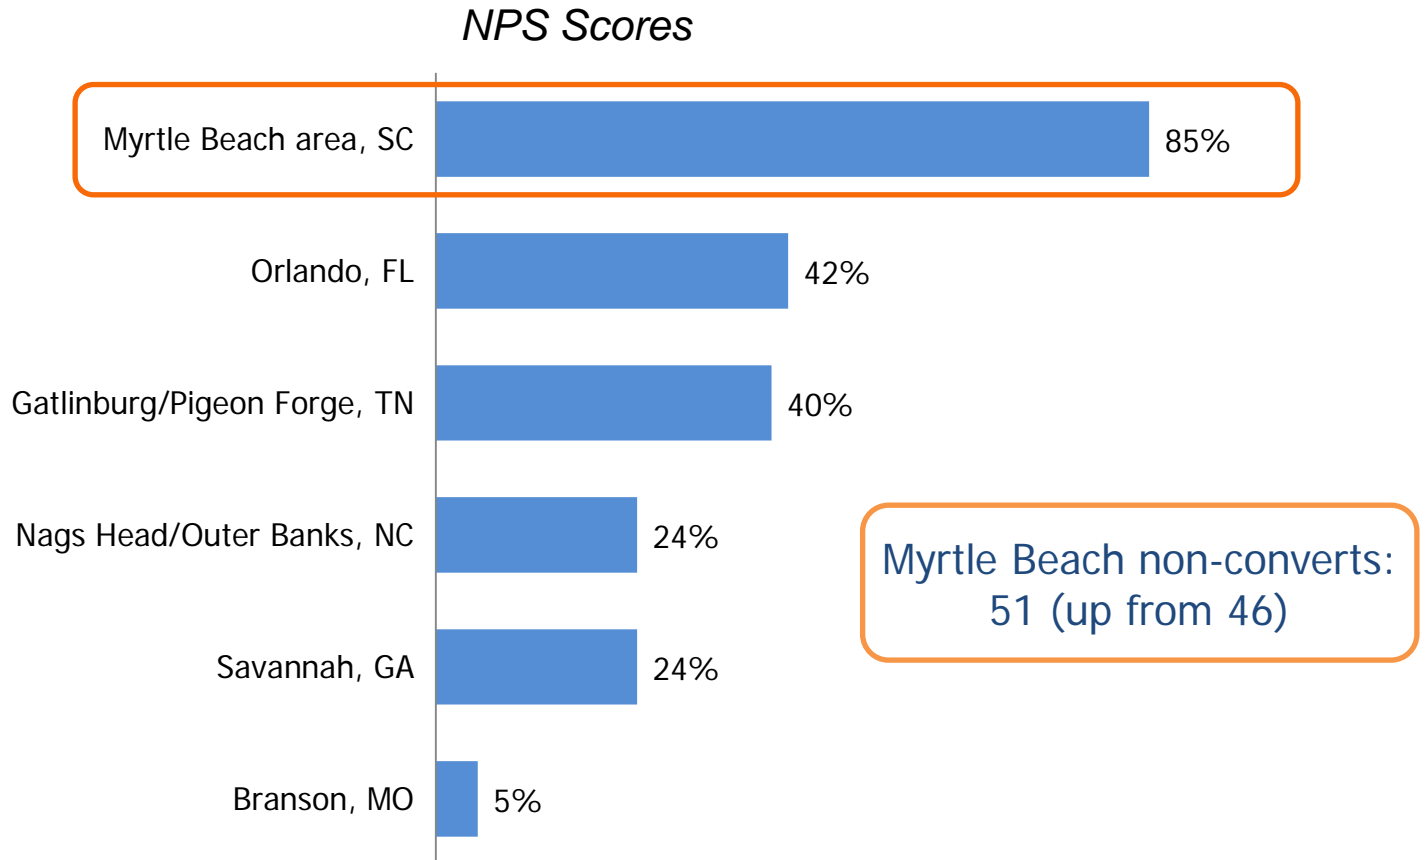 NPS Scores
Myrtle Beach area, SC
85%
Orlando, FL
42%
Gatlinburg/Pigeon Forge, TN
40%
Nags Head/Outer Banks, NC
24%
Myrtle Beach non-converts:
51 (up from 46)
Savannah, GA
24%
Branson, MO
5%